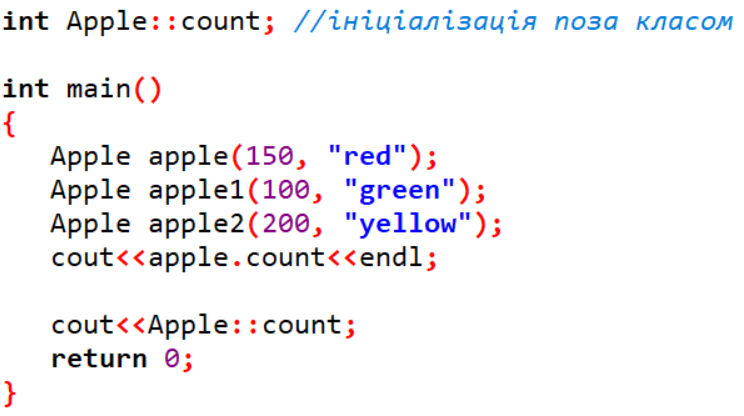 int Apple::count; //ініціалізація поза класом
int main()
{
Apple apple(150, "red");
Apple apple1(100, "green");
Apple apple2(200, "yellow");
cout<<apple.count<<endl;
cout<<Apple::count;
return 0;
}